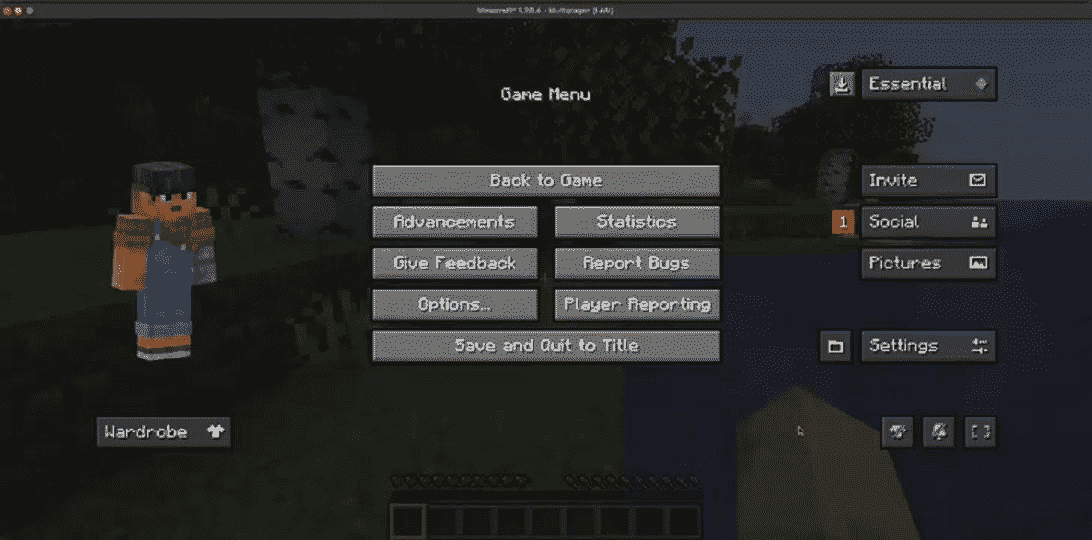 Game Menu
Essential
Back to Game
Invite
Advancements
Statistics
1
Social
Give Feedback
Report Bugs
Pictures
Options...
Player Reporting
Save and Quit to Title
Settings
Wardrobe